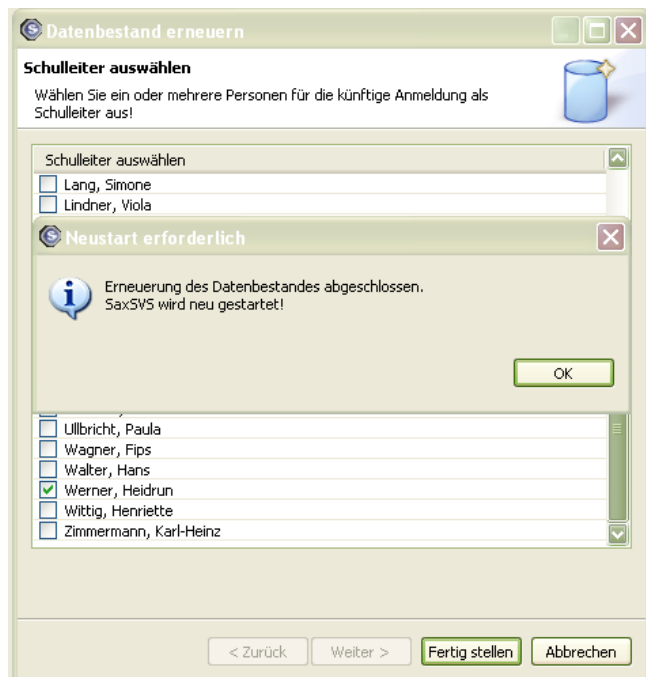 Datenbestand erneuern
Schulleiter auswählen
Wählen Sie ein oder mehrere Personen für die künftige Anmeldung als
Schulleiter aus!
Schulleiter auswählen
Lang, Simone
Lindner, Viola
Neustart erforderlich
Erneuerung des Datenbestandes abgeschlossen.
SaxSVS wird neu gestartet!
OK
Ullbricht, Paula
Wagner, Fips
Walter, Hans
Werner, Heidrun
Wittig, Henriette
Zimmermann, Karl-Heinz
< Zurück Weiter > Fertig stellen Abbrechen